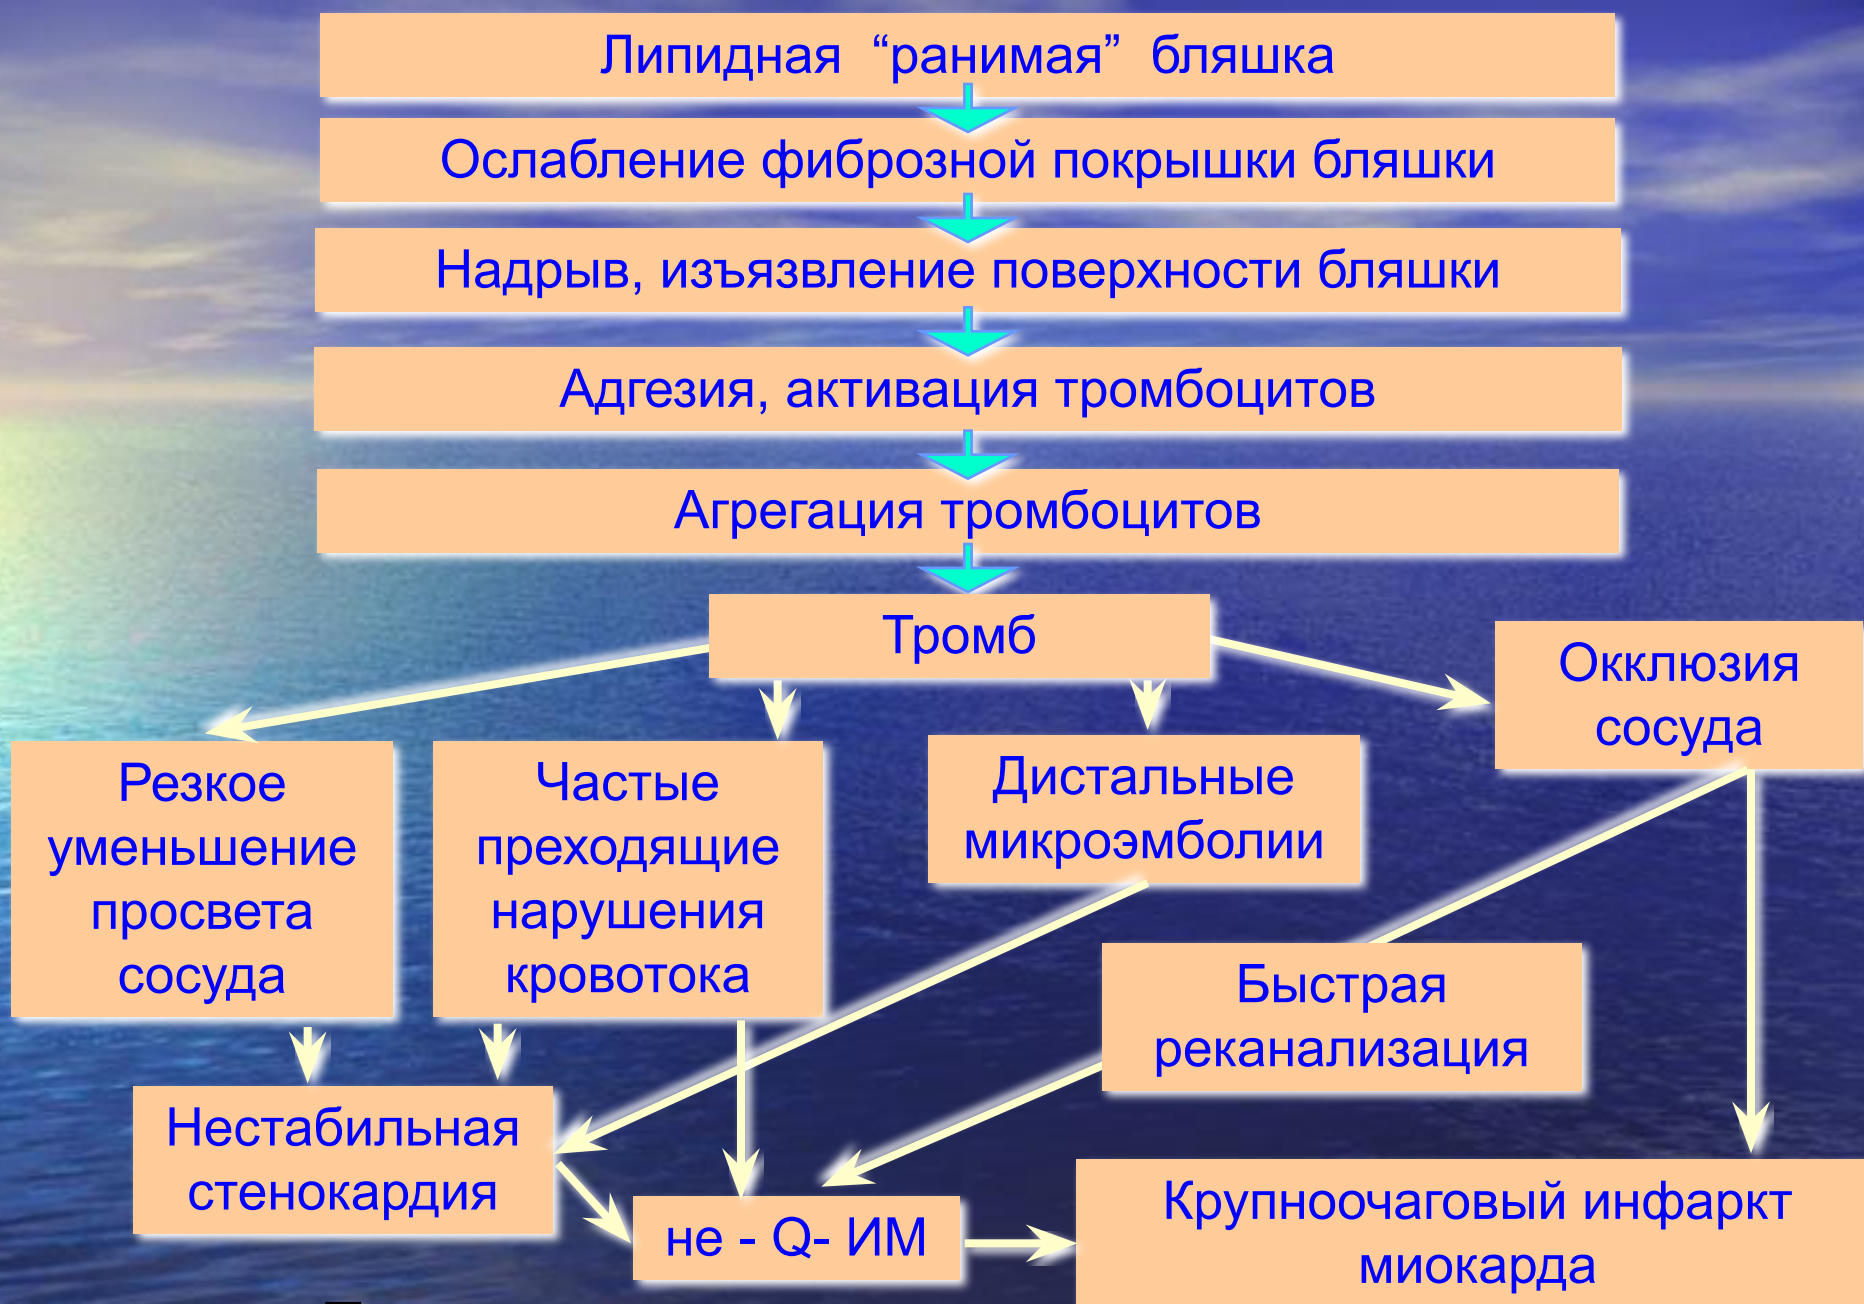 Липидная “ранимая” бляшка
Ослабление фиброзной покрышки бляшки
Надрыв, изъязвление поверхности бляшки
Адгезия, активация тромбоцитов
Агрегация тромбоцитов
Тромб
Окклюзия
сосуда
Резкое
уменьшение
просвета
сосуда
Частые
преходящие
нарушения
кровотока
Дистальные
микроэмболии
Быстрая
реканализация
Нестабильная
стенокардия
не - Q- ИМ
Крупноочаговый инфаркт
миокарда